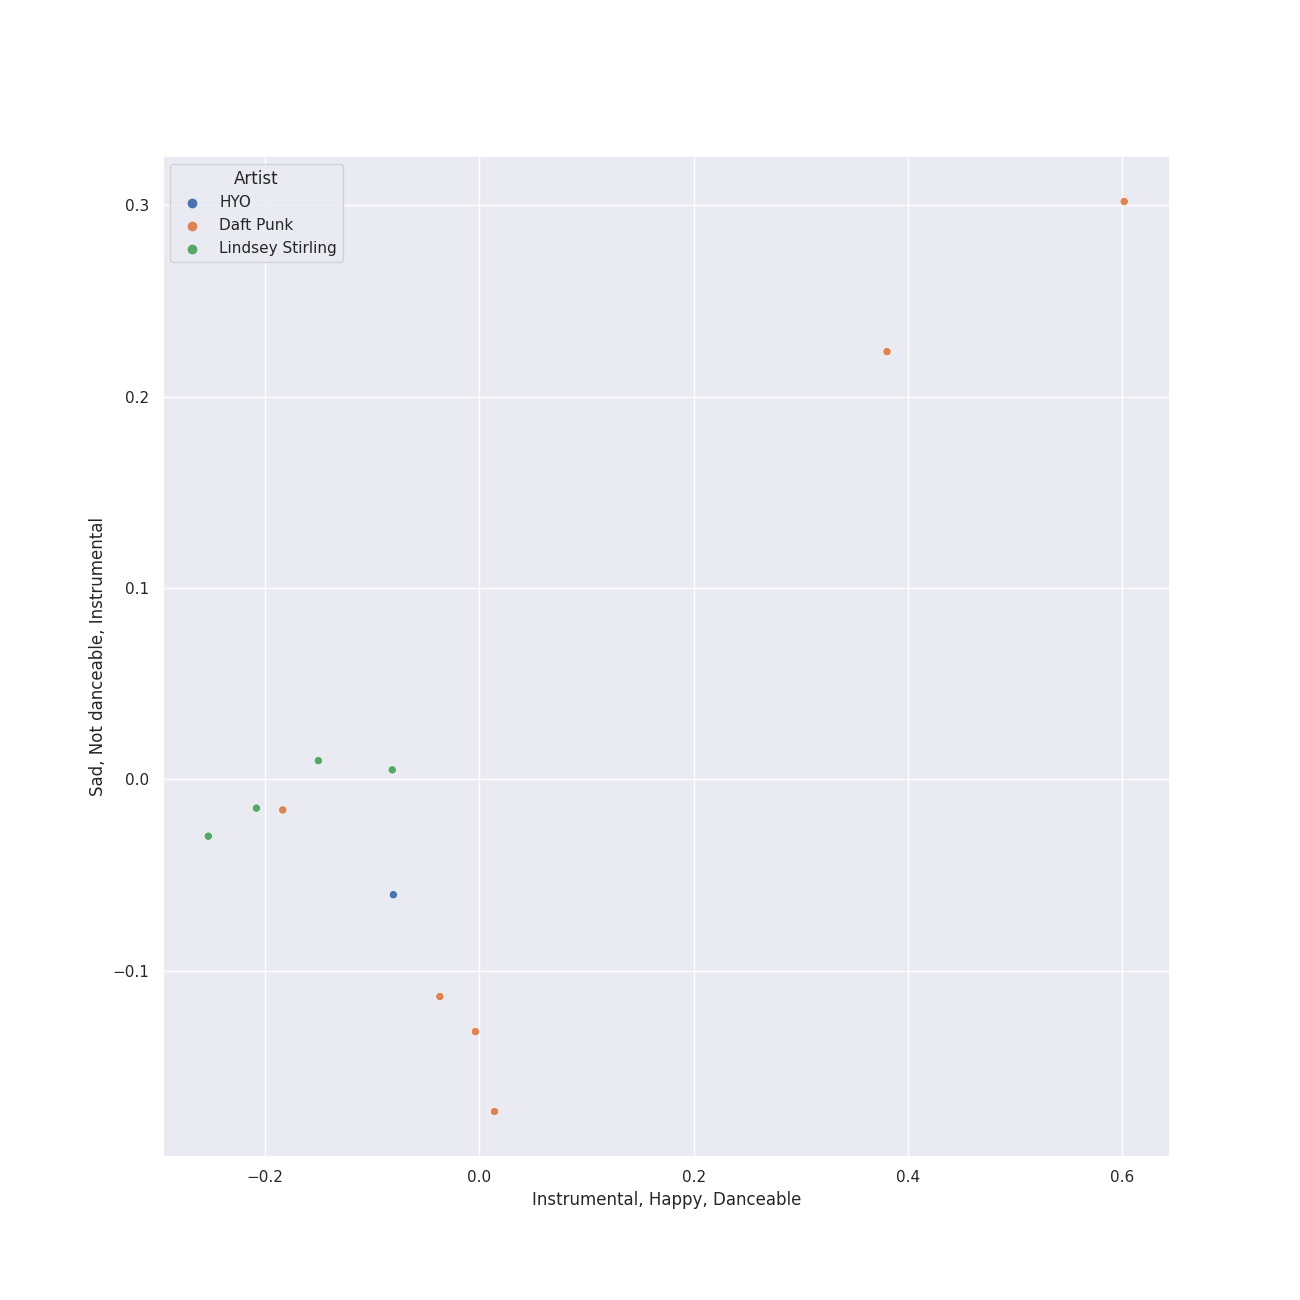 Artist
HYO
Daft Punk
Lindsey Stirling
0.3
0.2
0.1
0.0
−0.1
Sad, Not danceable, Instrumental
−0.2 0.0 0.2 0.4 0.6
Instrumental, Happy, Danceable